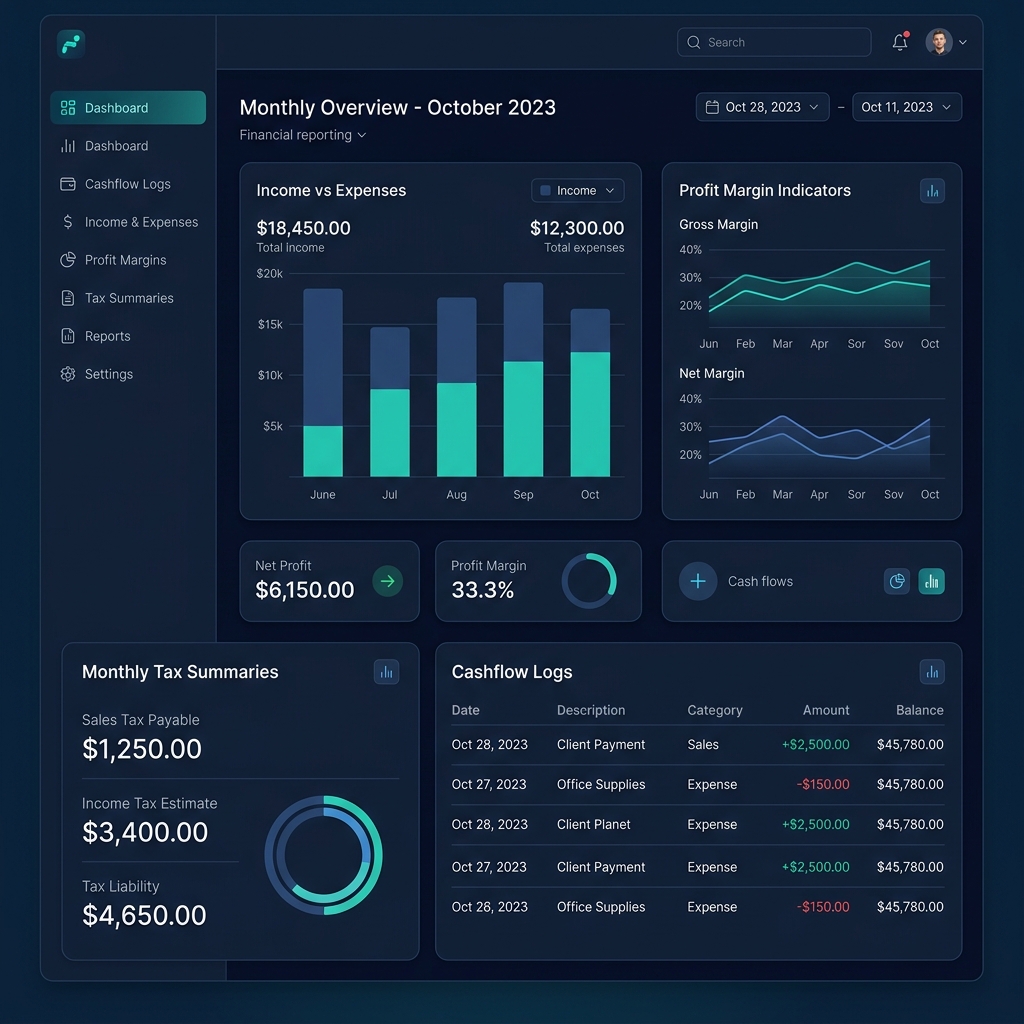 Search
Dashboard
Dashboard
Cashflow Logs
Income & Expenses
Profit Margins
Tax Summaries
Reports
Settings
Monthly Overview - October 2023
Financial reporting
Oct 28, 2023 – Oct 11, 2023
Income vs Expenses
Income
$18,450.00 $12,300.00
Total Income Total expenses
$20k
$15k
$10k
$5k
June Jul Aug Sep Oct
Profit Margin Indicators
Gross Margin
40%
30%
20%
Jun Feb Mar Apr Sor Sov Oct
Net Margin
40%
30%
20%
Jun Feb Mar Apr Sor Sov Oct
Net Profit
$6,150.00
Profit Margin
33.3%
Cash flows
Monthly Tax Summaries
Sales Tax Payable
$1,250.00
Income Tax Estimate
$3,400.00
Tax Liability
$4,650.00
Cashflow Logs
Date Description Category Amount Balance
Oct 28, 2023 Client Payment Sales +$2,500.00 $45,780.00
Oct 27, 2023 Office Supplies Expense -$150.00 $45,780.00
Oct 28, 2023 Client Planet Expense +$2,500.00 $45,780.00
Oct 27, 2023 Client Payment Expense +$2,500.00 $45,780.00
Oct 28, 2023 Office Supplies Expense -$150.00 $45,780.00